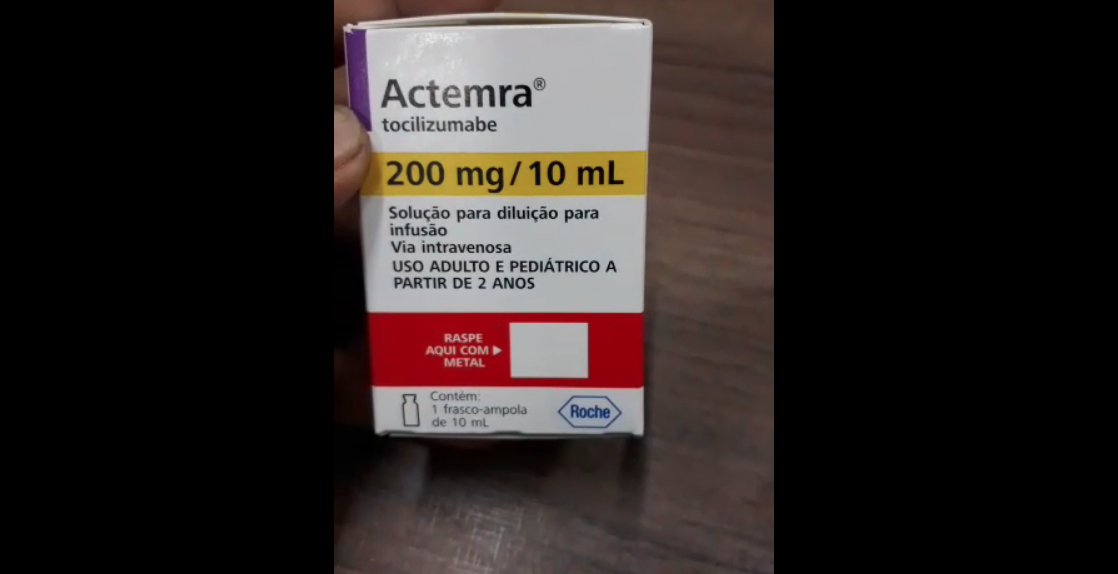 Actemra®
tocilizumabe
200 mg/10 mL
Solução para diluição para
infusão
Via intravenosa
USO ADULTO E PEDIÁTRICO A
PARTIR DE 2 ANOS
RASPE
AQUI COM ▶
METAL
Contém:
1 frasco-ampola
de 10 mL
Roche